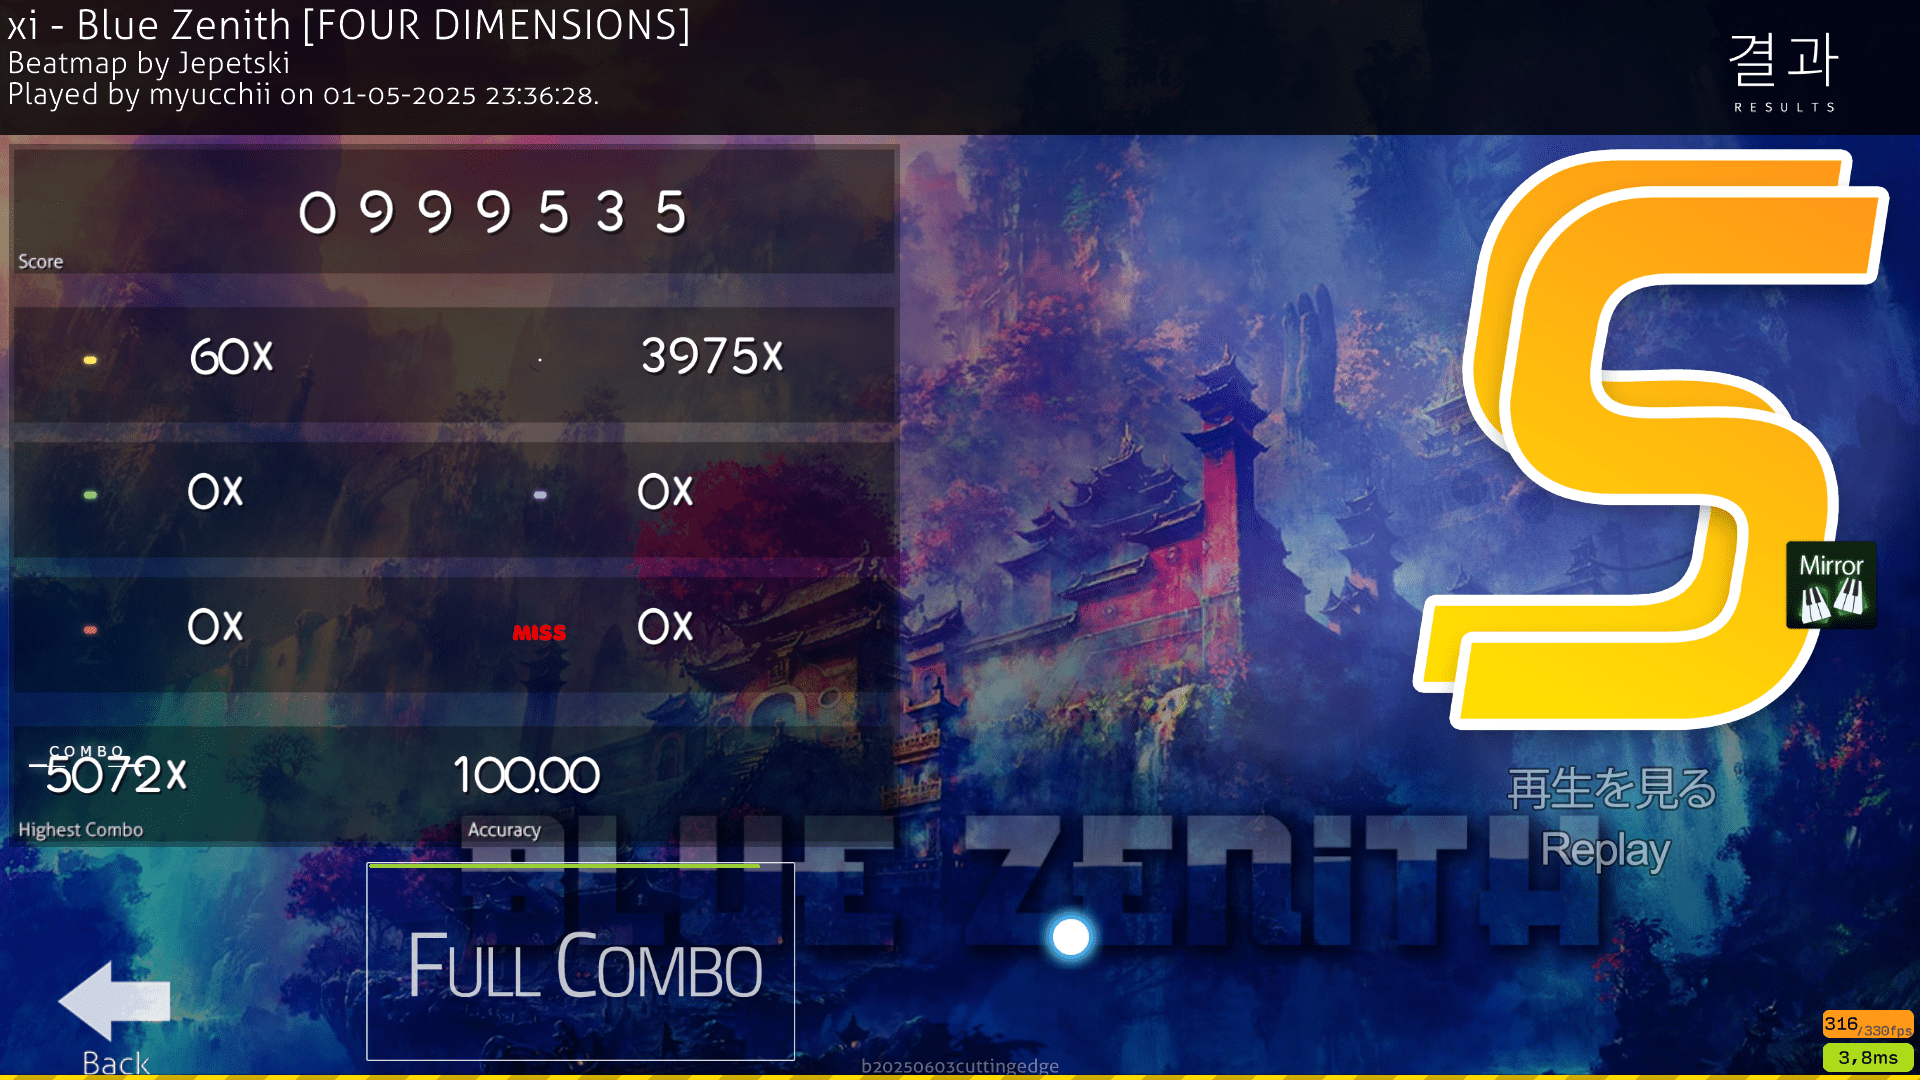 xi - Blue Zenith [FOUR DIMENSIONS]
Beatmap by Jepetski
Played by myucchii on 01-05-2025 23:36:28.
결과
RESULTS
0999535
Score
60x
3975x
0x
0x
0x
MISS
0x
Mirror
COMBO
5072x
100.00
Highest Combo
Accuracy
再生を見る
Replay
BLUE ZENITH
FULL COMBO
Back
b20250603cuttingedge
316/330fps
3,8ms